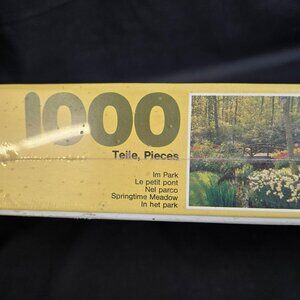 1000
Teile, Pieces
Im Park
Le petit pont
Nel parco
Springtime Meadow
In het park